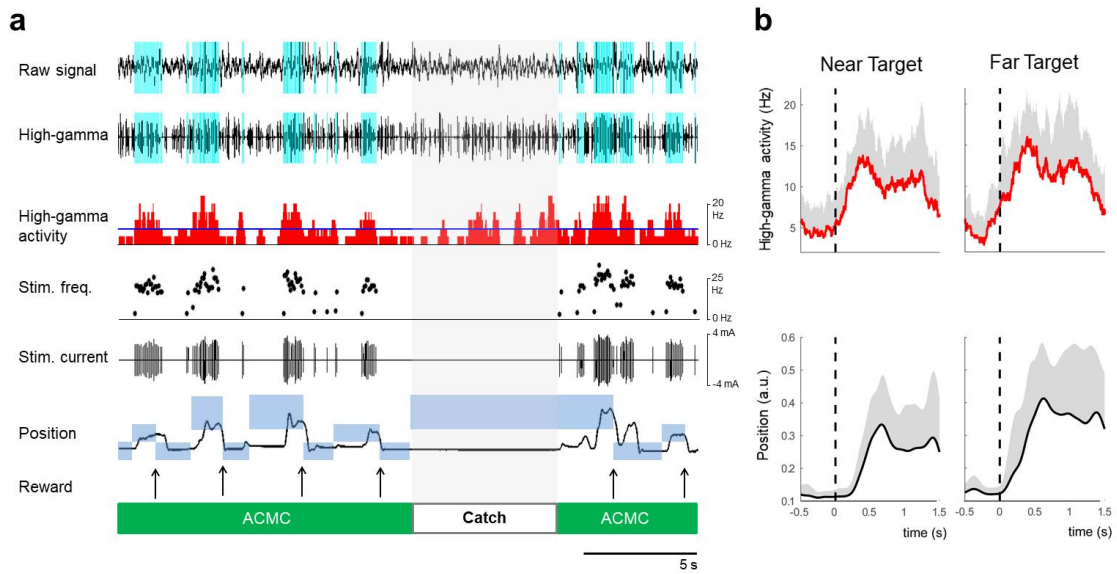 a
Raw signal
High-gamma
High-gamma
activity
20
Hz
0 Hz
Stim. freq.
25
Hz
0 Hz
Stim. current
4 mA
-4 mA
Position
Reward
ACMC
Catch
ACMC
5 s
b
Near Target
Far Target
High-gamma activity (Hz)
20
15
10
5
Position (a.u.)
0.6
0.5
0.4
0.3
0.2
0.1
-0.5 0 0.5 1 1.5
-0.5 0 0.5 1 1.5
time (s)
time (s)